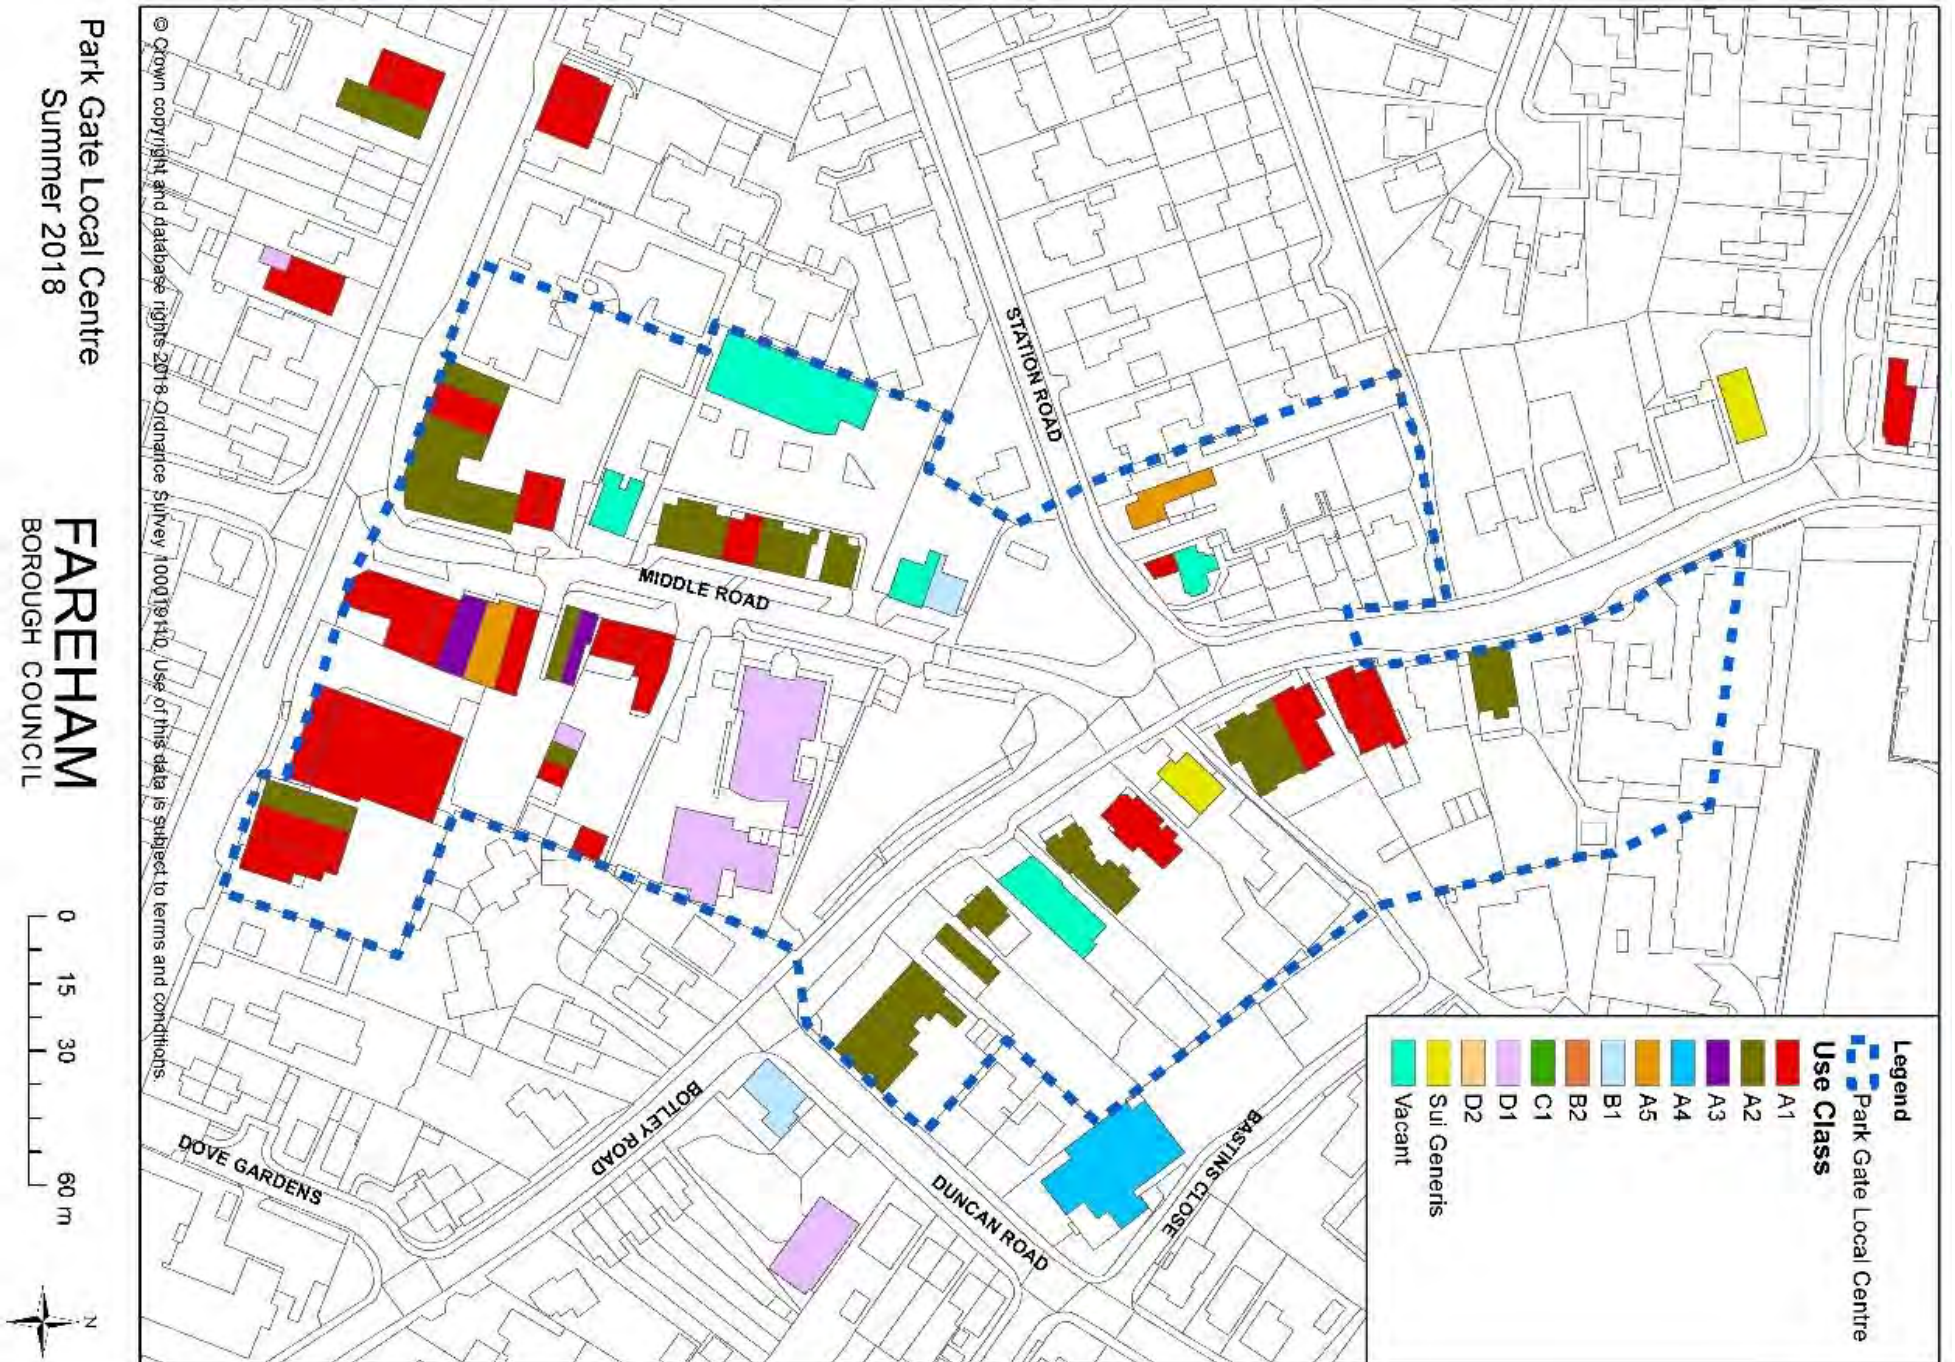 Legend
Park Gate Local Centre
Use Class
A1
A2
A3
A4
A5
B1
B2
C1
D1
D2
Sui Generis
Vacant
STATION ROAD
MIDDLE ROAD
BASTINS CLOSE
DUNCAN ROAD
BOTLEY ROAD
DOVE GARDENS
© Crown copyright and database rights 2018 Ordnance Survey 100019110. Use of this data is subject to terms and conditions.
Park Gate Local Centre
Summer 2018
FAREHAM
BOROUGH COUNCIL
0 15 30 60 m
N